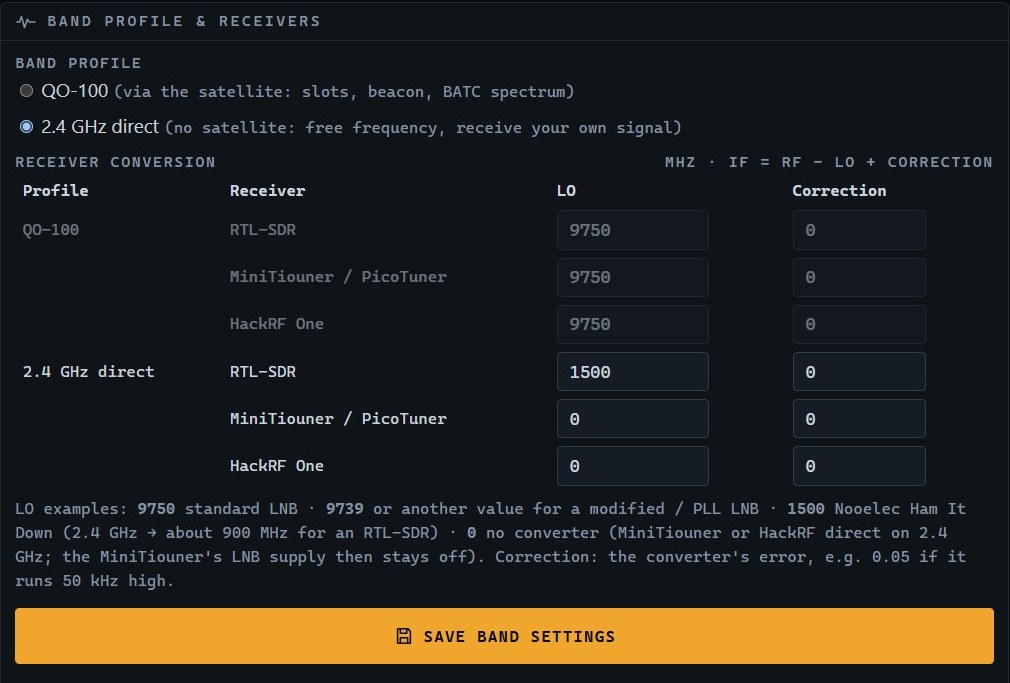 BAND PROFILE & RECEIVERS
BAND PROFILE
QO-100 (via the satellite: slots, beacon, BATC spectrum)
2.4 GHz direct (no satellite: free frequency, receive your own signal)
RECEIVER CONVERSION MHZ · IF = RF − LO + CORRECTION
Profile Receiver LO Correction
QO-100 RTL-SDR 9750 0
MiniTiouner / PicoTuner 9750 0
HackRF One 9750 0
2.4 GHz direct RTL-SDR 1500 0
MiniTiouner / PicoTuner 0 0
HackRF One 0 0
LO examples: 9750 standard LNB · 9739 or another value for a modified / PLL LNB · 1500 Nooelec Ham It
Down (2.4 GHz → about 900 MHz for an RTL-SDR) · 0 no converter (MiniTiouner or HackRF direct on 2.4
GHz; the MiniTiouner's LNB supply then stays off). Correction: the converter's error, e.g. 0.05 if it
runs 50 kHz high.
SAVE BAND SETTINGS